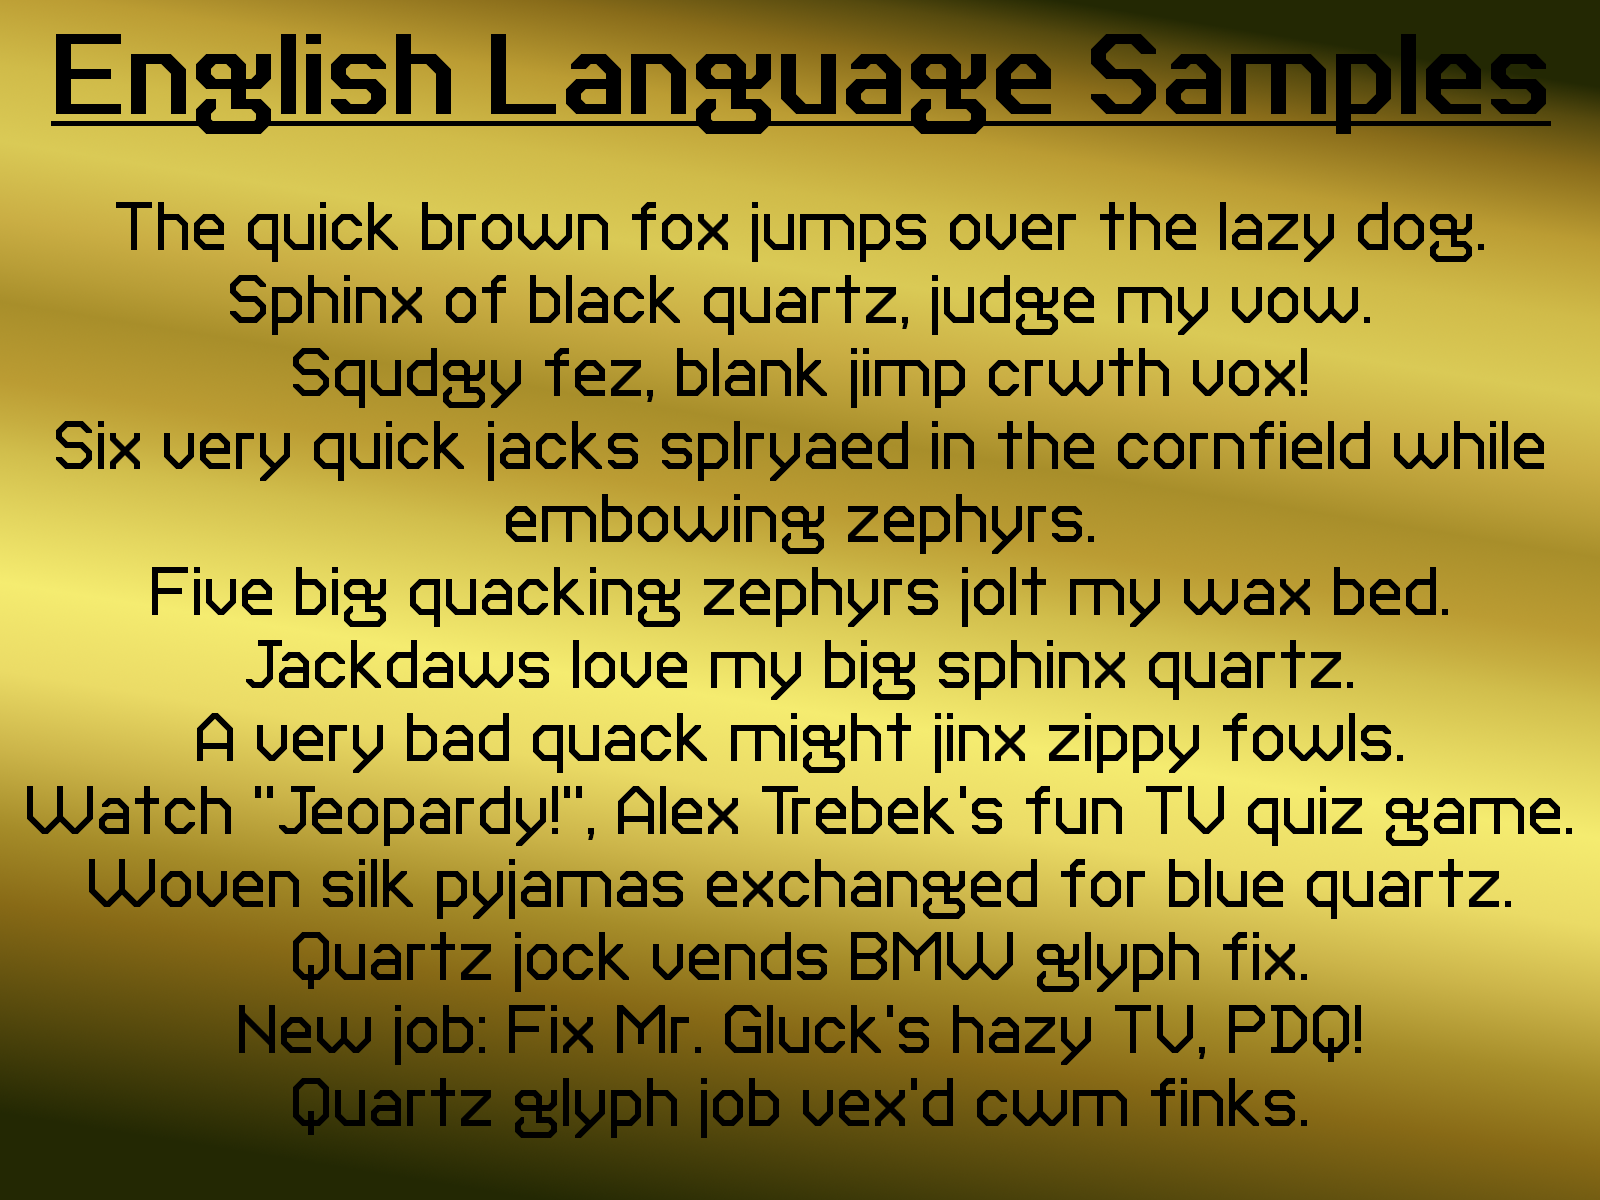 English Language Samples
The quick brown fox jumps over the lazy dog.
Sphinx of black quartz, judge my vow.
Squdgy fez, blank jimp crwth vox!
Six very quick jacks splryaed in the cornfield while
embowing zephyrs.
Five big quacking zephyrs jolt my wax bed.
Jackdaws love my big sphinx quartz.
A very bad quack might jinx zippy fowls.
Watch "Jeopardy!", Alex Trebek's fun TV quiz game.
Woven silk pyjamas exchanged for blue quartz.
Quartz jock vends BMW glyph fix.
New job: Fix Mr. Gluck's hazy TV, PDQ!
Quartz glyph job vex'd cwm finks.